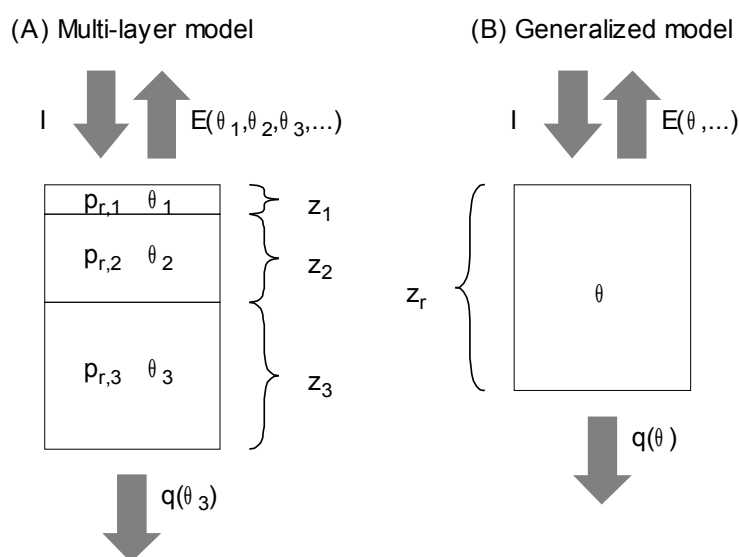 (A) Multi-layer model
(B) Generalized model
I
E(θ1,θ2,θ3,...)
I
E(θ,...)
pr,1 θ1
z1
pr,2 θ2
z2
zr
θ
pr,3 θ3
z3
q(θ)
q(θ3)